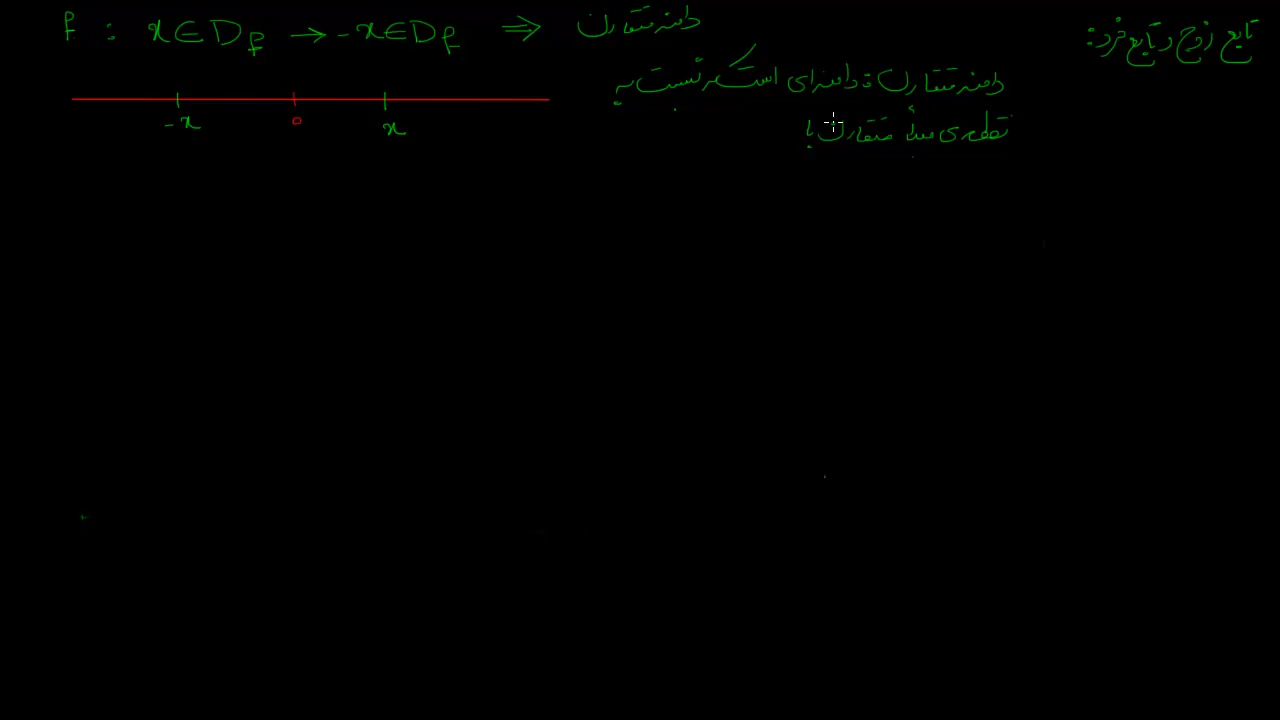 تابع زوج و تابع فرد:
f : x ∈ D_f → -x ∈ D_f ⇒ دامنه متقارن
دامنه متقارن: دامنه‌ای است که نسبت به
نقطه‌ی مبدأ متقارن با
-x 0 x